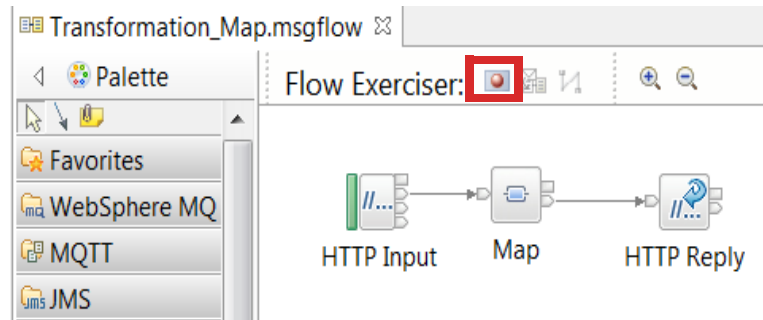 Transformation_Map.msgflow
Palette
Flow Exerciser:
Favorites
WebSphere MQ
MQTT
JMS
//...
HTTP Input
Map
//...
HTTP Reply